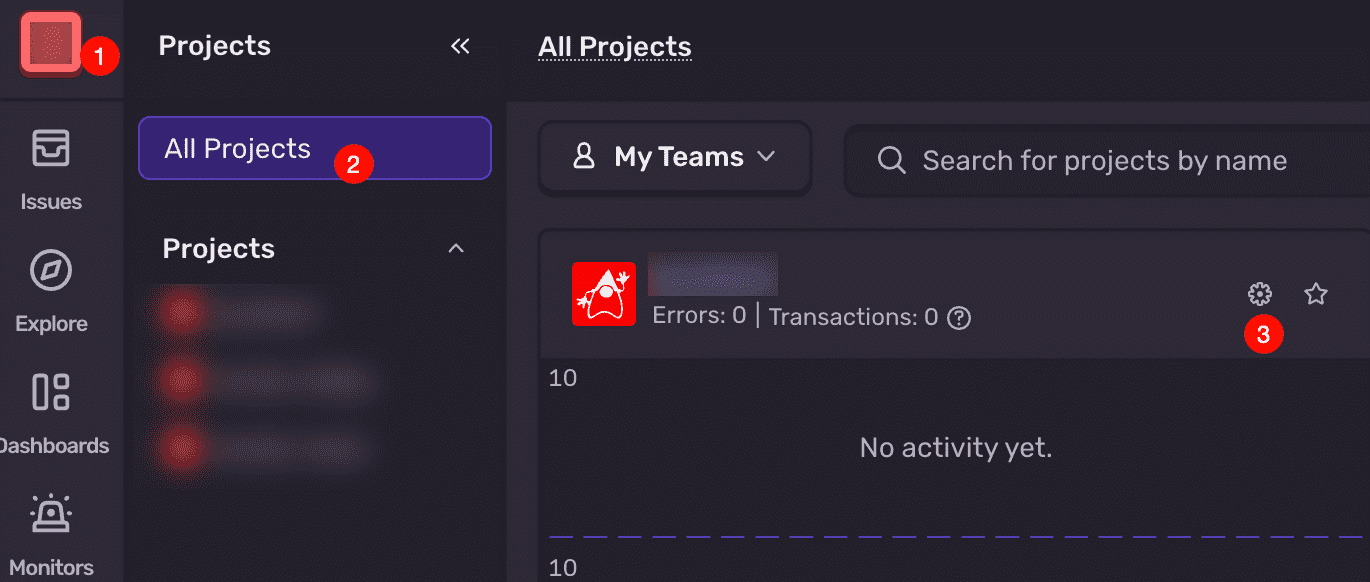 1
Projects
All Projects
All Projects
2
My Teams
Search for projects by name
Issues
Projects
Explore
Errors: 0 | Transactions: 0 ?
3
10
No activity yet.
Dashboards
10
Monitors